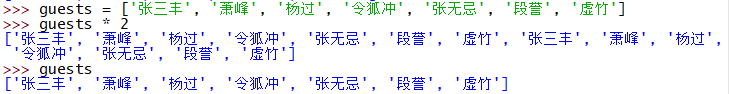 >>> guests = ['张三丰', '萧峰', '杨过', '令狐冲', '张无忌', '段誉', '虚竹']
>>> guests * 2
['张三丰', '萧峰', '杨过', '令狐冲', '张无忌', '段誉', '虚竹', '张三丰', '萧峰', '杨过',
'令狐冲', '张无忌', '段誉', '虚竹']
>>> guests
['张三丰', '萧峰', '杨过', '令狐冲', '张无忌', '段誉', '虚竹']